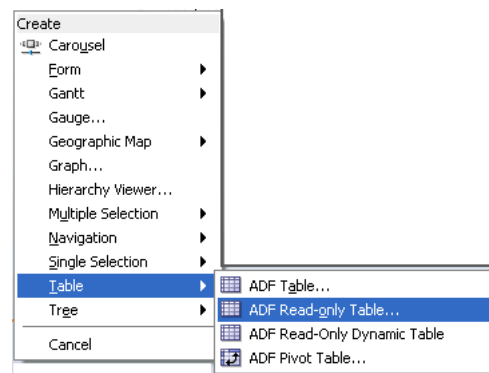 Create
Carousel
Form
Gantt
Gauge...
Geographic Map
Graph...
Hierarchy Viewer...
Multiple Selection
Navigation
Single Selection
Table
Tree
Cancel
ADF Table...
ADF Read-only Table...
ADF Read-Only Dynamic Table
ADF Pivot Table...